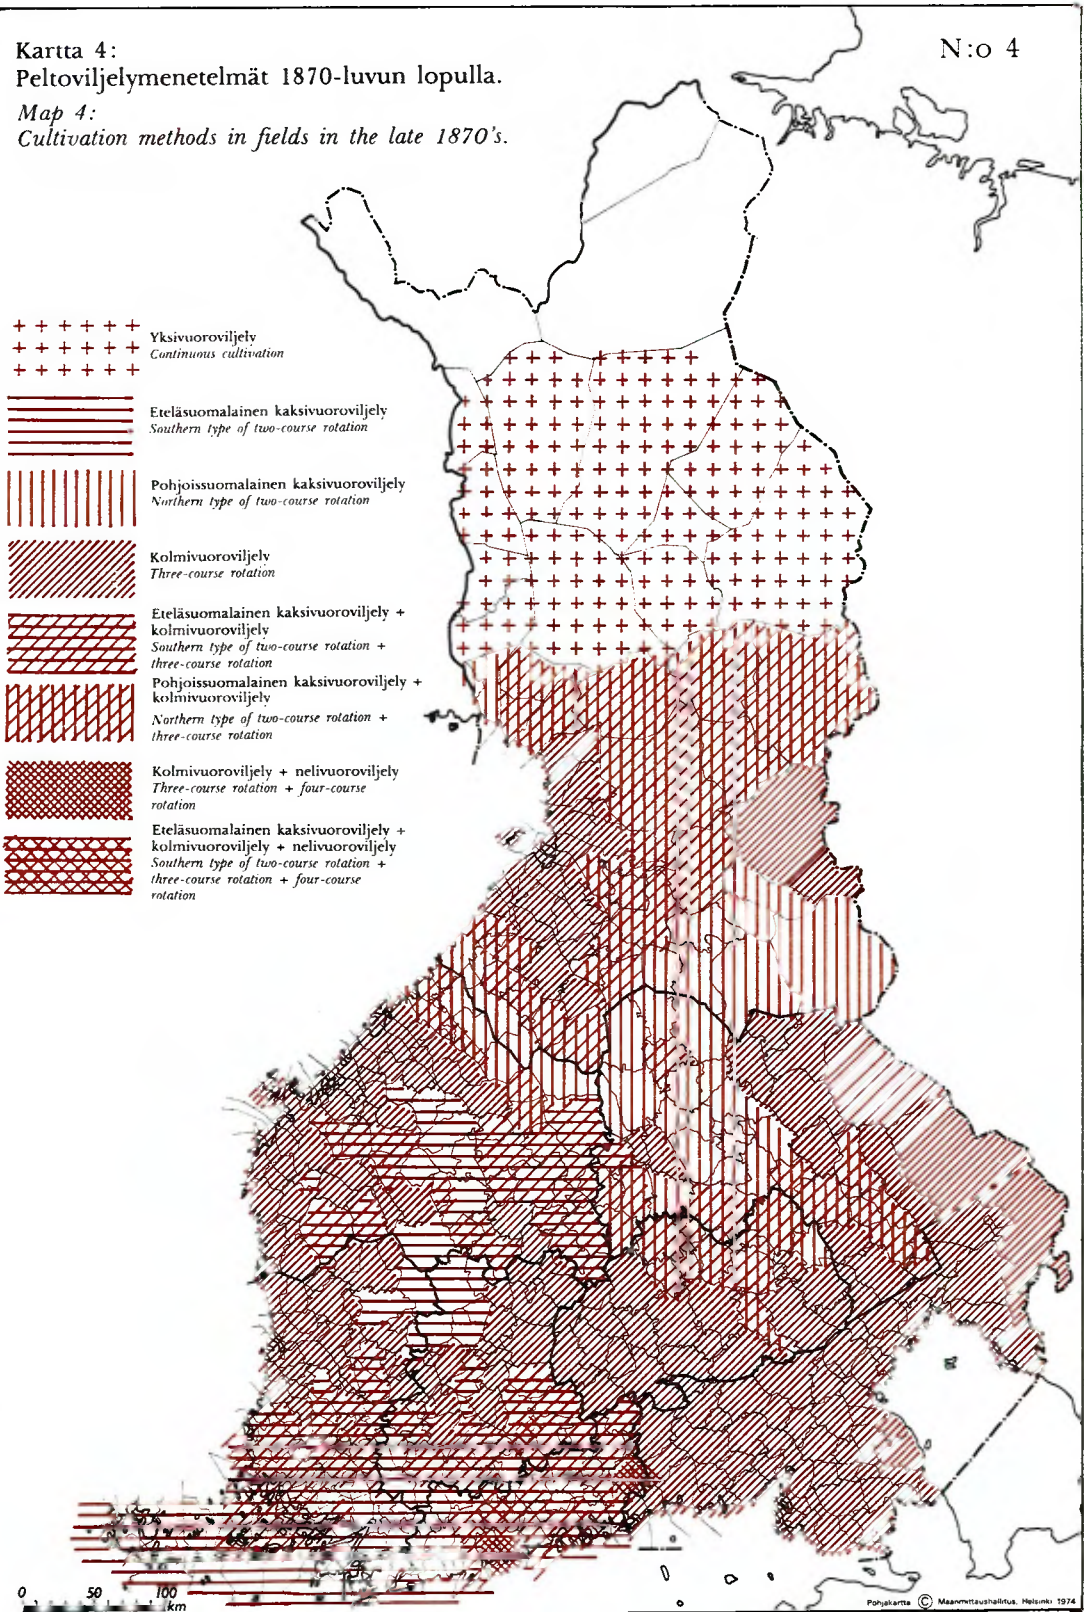 Kartta 4:
Peltoviljelymenetelmät 1870-luvun lopulla.
Map 4:
Cultivation methods in fields in the late 1870's.
N:o 4
Yksivuoroviljely
Continuous cultivation
Eteläsuomalainen kaksivuoroviljely
Southern type of two-course rotation
Pohjoissuomalainen kaksivuoroviljely
Northern type of two-course rotation
Kolmivuoroviljely
Three-course rotation
Eteläsuomalainen kaksivuoroviljely +
kolmivuoroviljely
Southern type of two-course rotation +
three-course rotation
Pohjoissuomalainen kaksivuoroviljely +
kolmivuoroviljely
Northern type of two-course rotation +
three-course rotation
Kolmivuoroviljely + nelivuoroviljely
Three-course rotation + four-course
rotation
Eteläsuomalainen kaksivuoroviljely +
kolmivuoroviljely + nelivuoroviljely
Southern type of two-course rotation +
three-course rotation + four-course
rotation
0 50 100
km
Pohjakartta © Maanmittaushallitus, Helsinki 1974